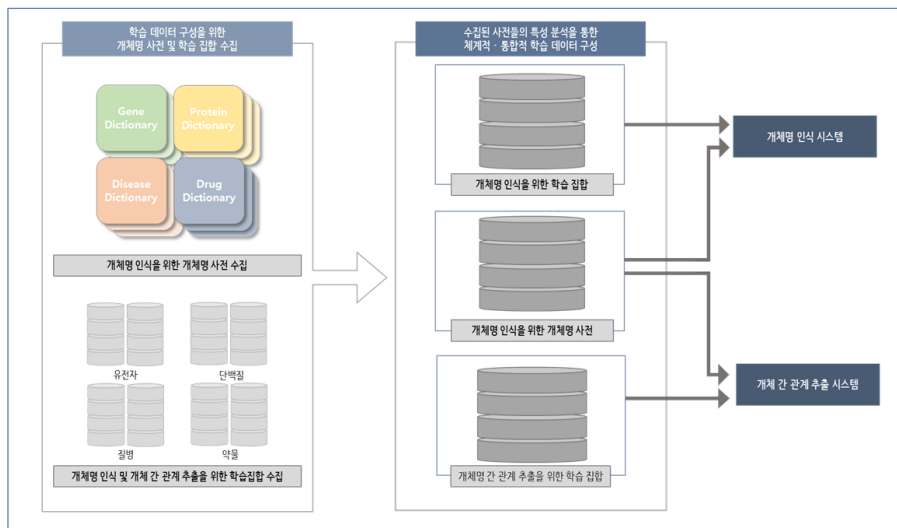 학습 데이터 구성을 위한
개체명 사전 및 학습 집합 수집
Gene
Dictionary
Protein
Dictionary
Disease
Dictionary
Drug
Dictionary
개체명 인식을 위한 개체명 사전 수집
유전자
단백질
질병
약물
개체명 인식 및 개체 간 관계 추출을 위한 학습집합 수집
수집된 사전들의 특성 분석을 통한
체계적 · 통합적 학습 데이터 구성
개체명 인식을 위한 학습 집합
개체명 인식을 위한 개체명 사전
개체명 간 관계 추출을 위한 학습 집합
개체명 인식 시스템
개체 간 관계 추출 시스템